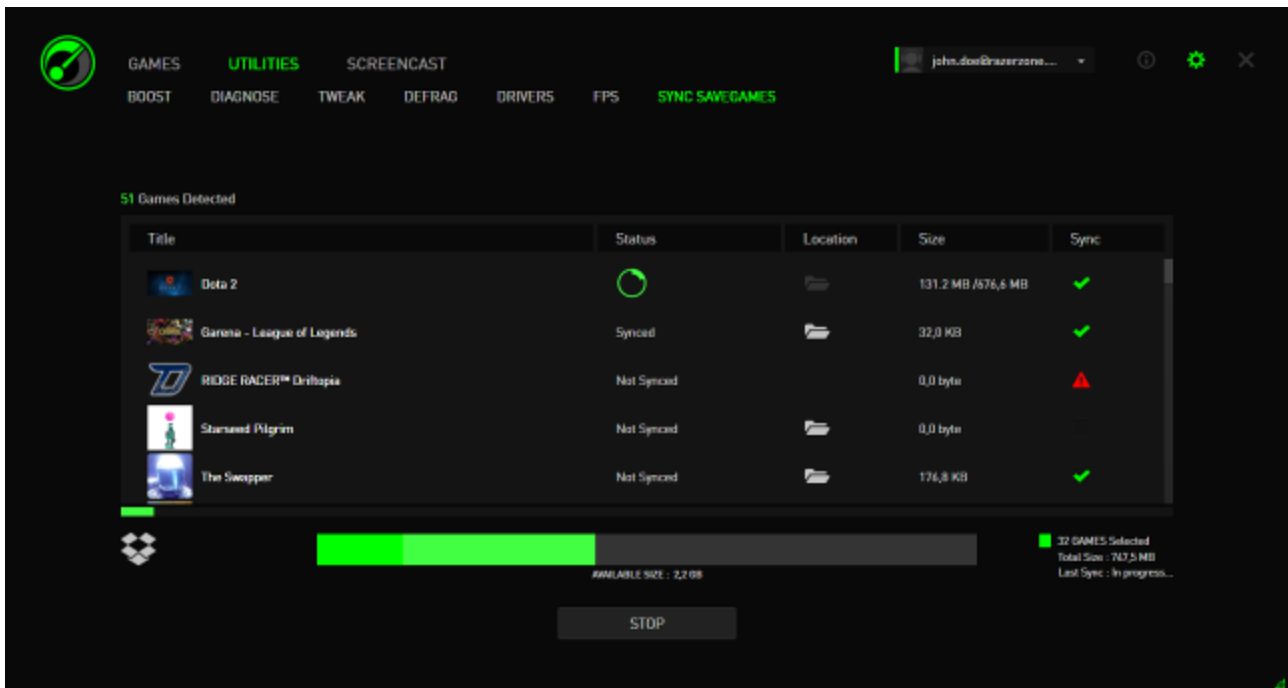 GAMES UTILITIES SCREENCAST john.doe@razerzone....
BOOST DIAGNOSE TWEAK DEFRAG DRIVERS FPS SYNC SAVEGAMES
51 Games Detected
Title Status Location Size Sync
Dota 2 131.2 MB /676,6 MB
Garena - League of Legends Synced 32,0 KB
RIDGE RACER™ Driftopia Not Synced 0,0 byte
Starseed Pilgrim Not Synced 0,0 byte
The Swapper Not Synced 176,8 KB
32 GAMES Selected
Total Size : 767,5 MB
Last Sync : In progress...
AVAILABLE SIZE : 2,2 GB
STOP